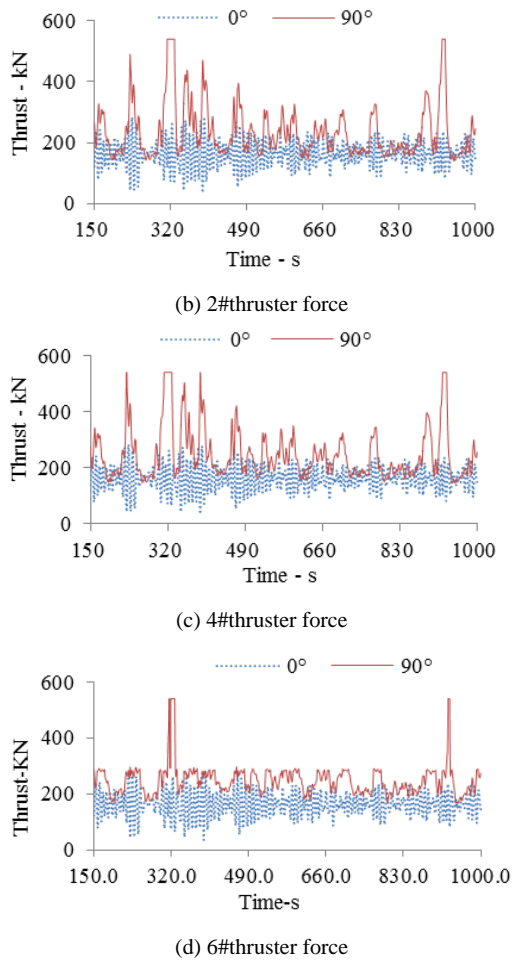 0° 90°
600
400
200
0
Thrust - kN
150 320 490 660 830 1000
Time - s
(b) 2#thruster force
0° 90°
600
400
200
0
Thrust - kN
150 320 490 660 830 1000
Time - s
(c) 4#thruster force
0° 90°
600
400
200
0
Thrust-KN
150.0 320.0 490.0 660.0 830.0 1000.0
Time-s
(d) 6#thruster force